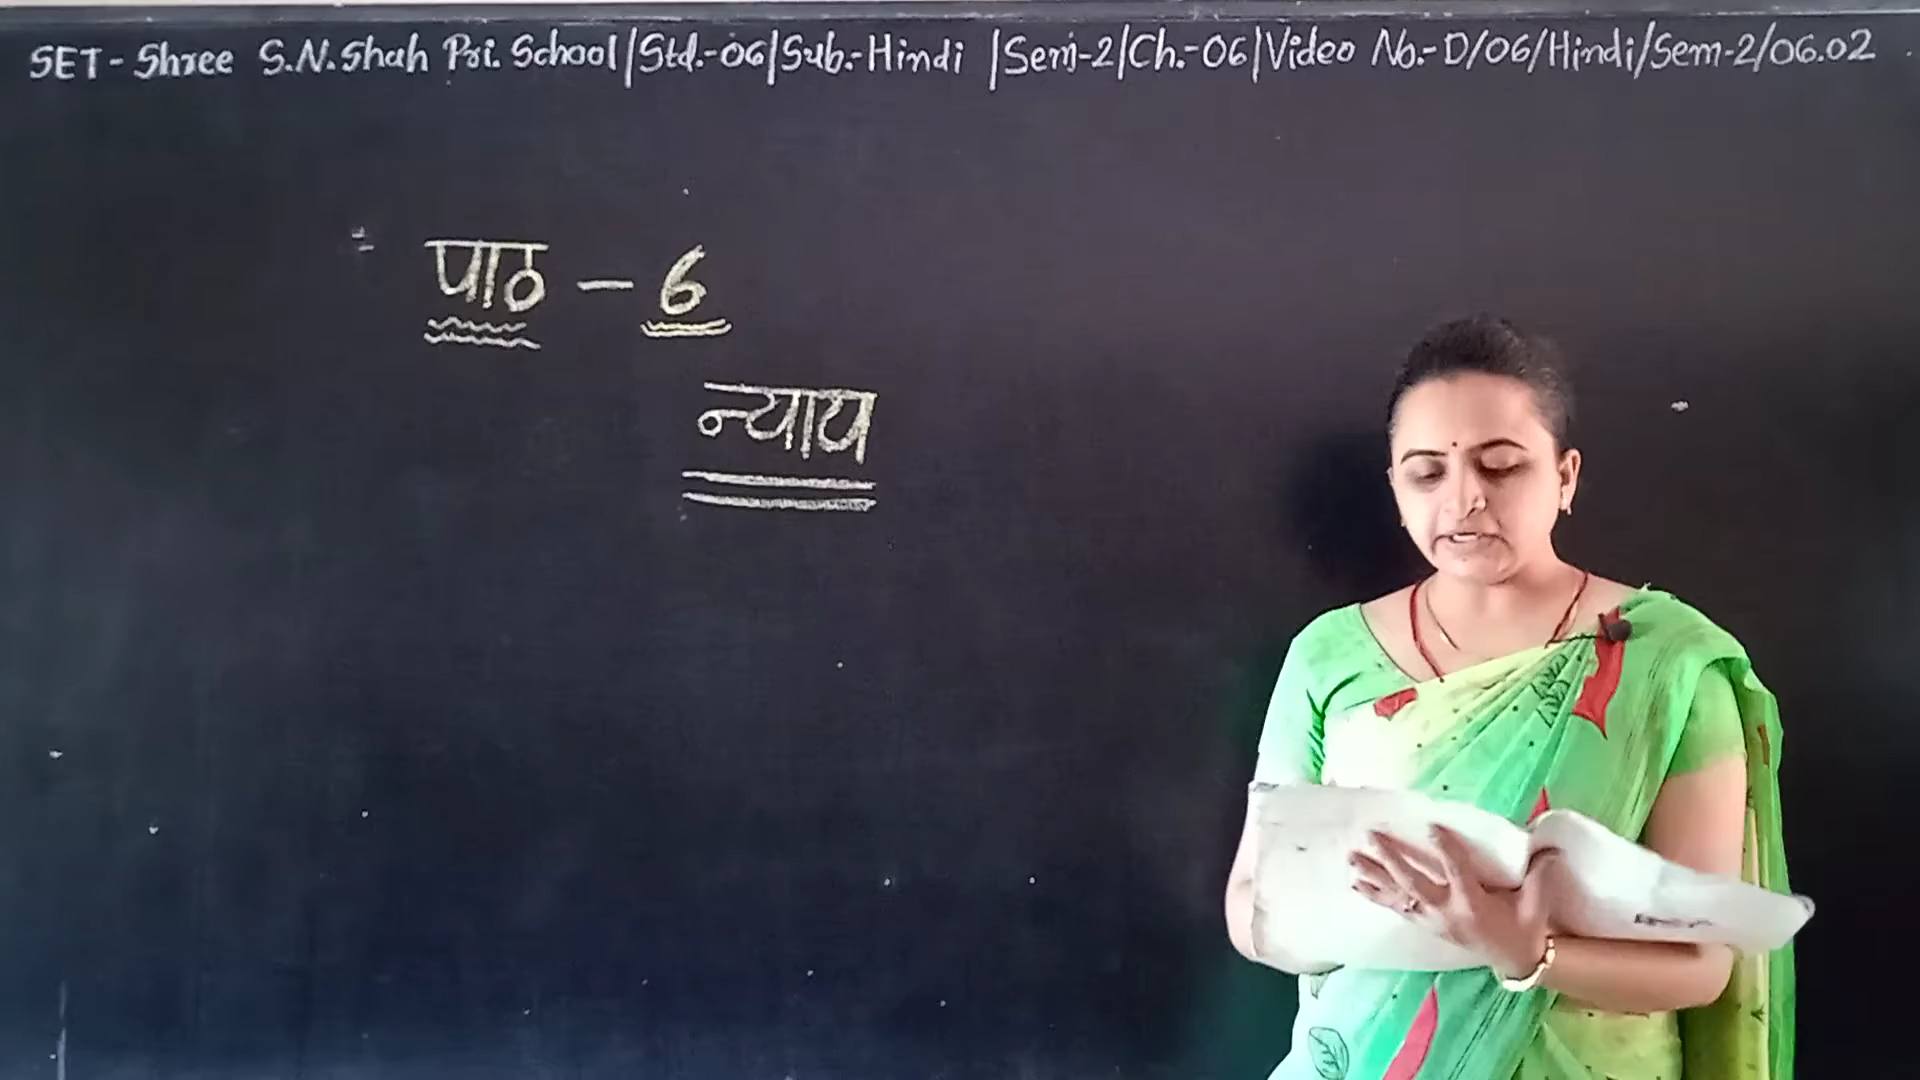 SET - Shree S.N. Shah Pri. School | Std.-06 | Sub.-Hindi | Sem-2 | Ch.-06 | Video No.- D/06/Hindi/Sem-2/06.02
पाठ - 6
न्याय